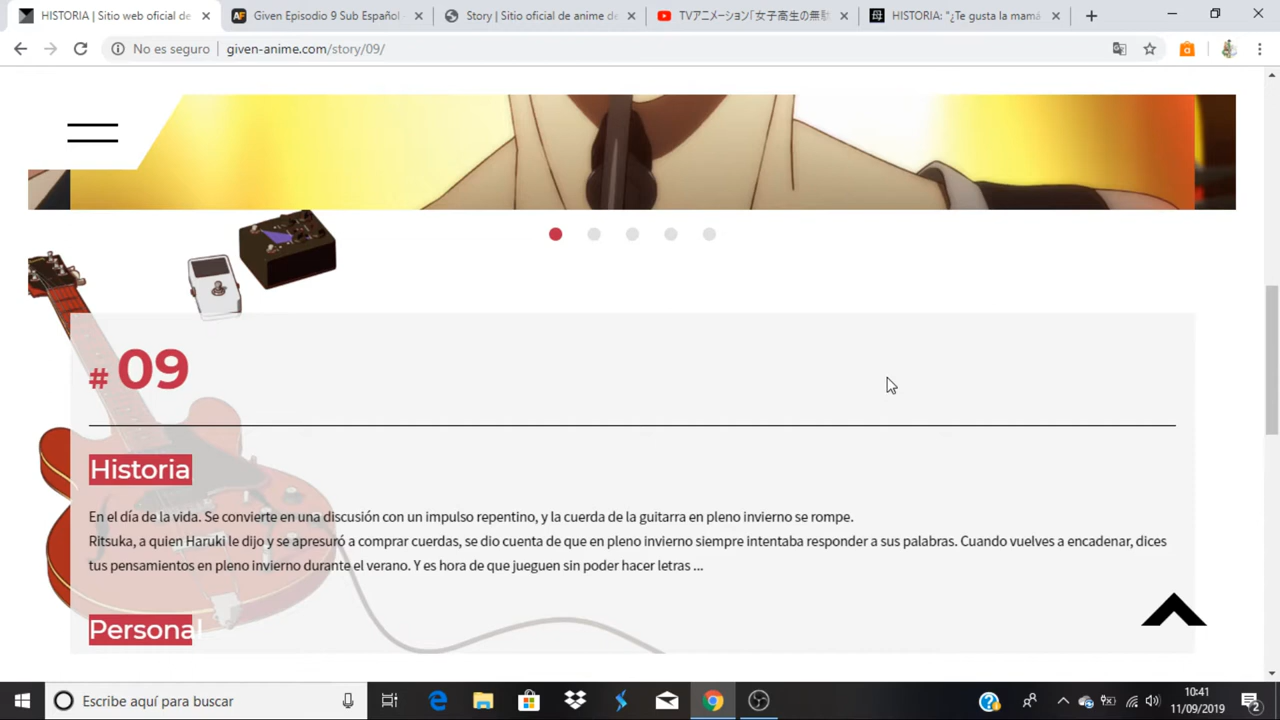 HISTORIA | Sitio web oficial de
Given Episodio 9 Sub Español
Story | Sitio oficial de anime de
TVアニメーション「女子高生の無駄
HISTORIA: "¿Te gusta la mamá
No es seguro
given-anime.com/story/09/
# 09
Historia
En el día de la vida. Se convierte en una discusión con un impulso repentino, y la cuerda de la guitarra en pleno invierno se rompe.
Ritsuka, a quien Haruki le dijo y se apresuró a comprar cuerdas, se dio cuenta de que en pleno invierno siempre intentaba responder a sus palabras. Cuando vuelves a encadenar, dices
tus pensamientos en pleno invierno durante el verano. Y es hora de que jueguen sin poder hacer letras ...
Personal
Escribe aquí para buscar
10:41
11/09/2019
2